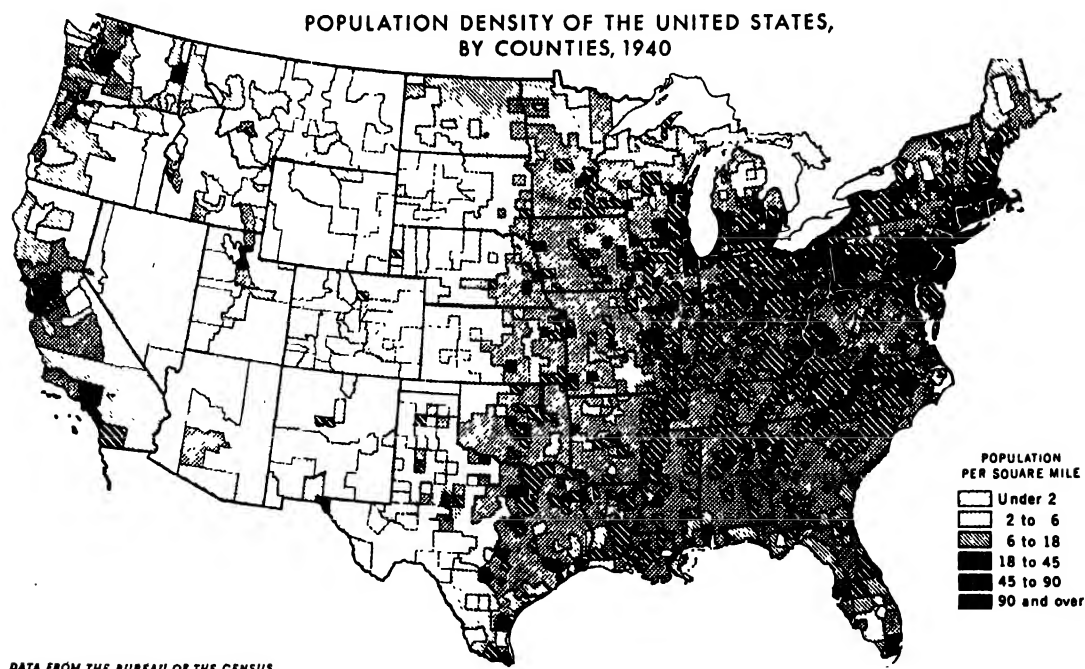 POPULATION DENSITY OF THE UNITED STATES,
BY COUNTIES, 1940
POPULATION
PER SQUARE MILE
Under 2
2 to 6
6 to 18
18 to 45
45 to 90
90 and over
DATA FROM THE BUREAU OF THE CENSUS